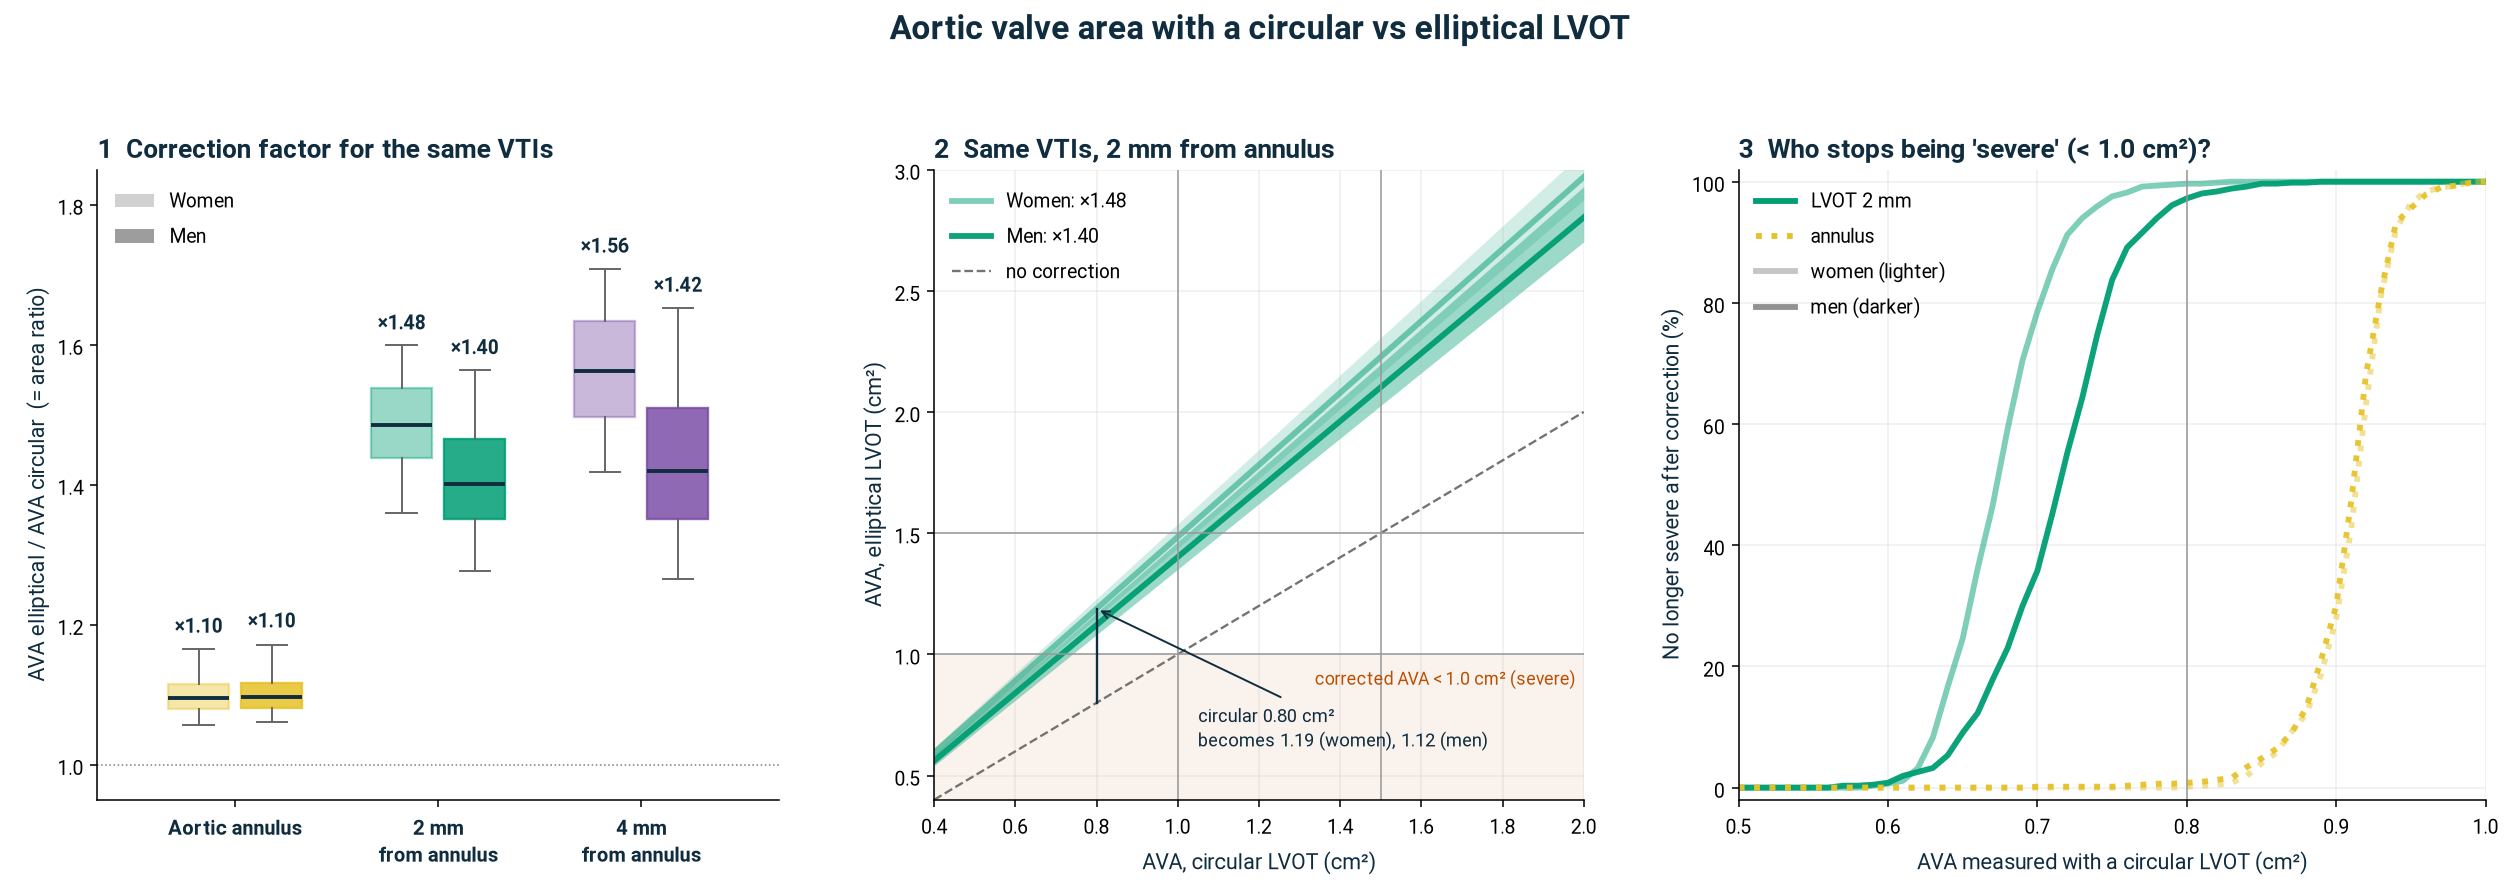 Aortic valve area with a circular vs elliptical LVOT
1 Correction factor for the same VTIs
Women
Men
×1.10
×1.10
×1.48
×1.40
×1.56
×1.42
1.8
1.6
1.4
1.2
1.0
AVA elliptical / AVA circular (= area ratio)
Aortic annulus
2 mm
from annulus
4 mm
from annulus
2 Same VTIs, 2 mm from annulus
Women: ×1.48
Men: ×1.40
no correction
3.0
2.5
2.0
1.5
1.0
0.5
AVA, elliptical LVOT (cm²)
corrected AVA < 1.0 cm² (severe)
circular 0.80 cm²
becomes 1.19 (women), 1.12 (men)
0.4 0.6 0.8 1.0 1.2 1.4 1.6 1.8 2.0
AVA, circular LVOT (cm²)
3 Who stops being 'severe' (< 1.0 cm²)?
LVOT 2 mm
annulus
women (lighter)
men (darker)
100
80
60
40
20
0
No longer severe after correction (%)
0.5 0.6 0.7 0.8 0.9 1.0
AVA measured with a circular LVOT (cm²)